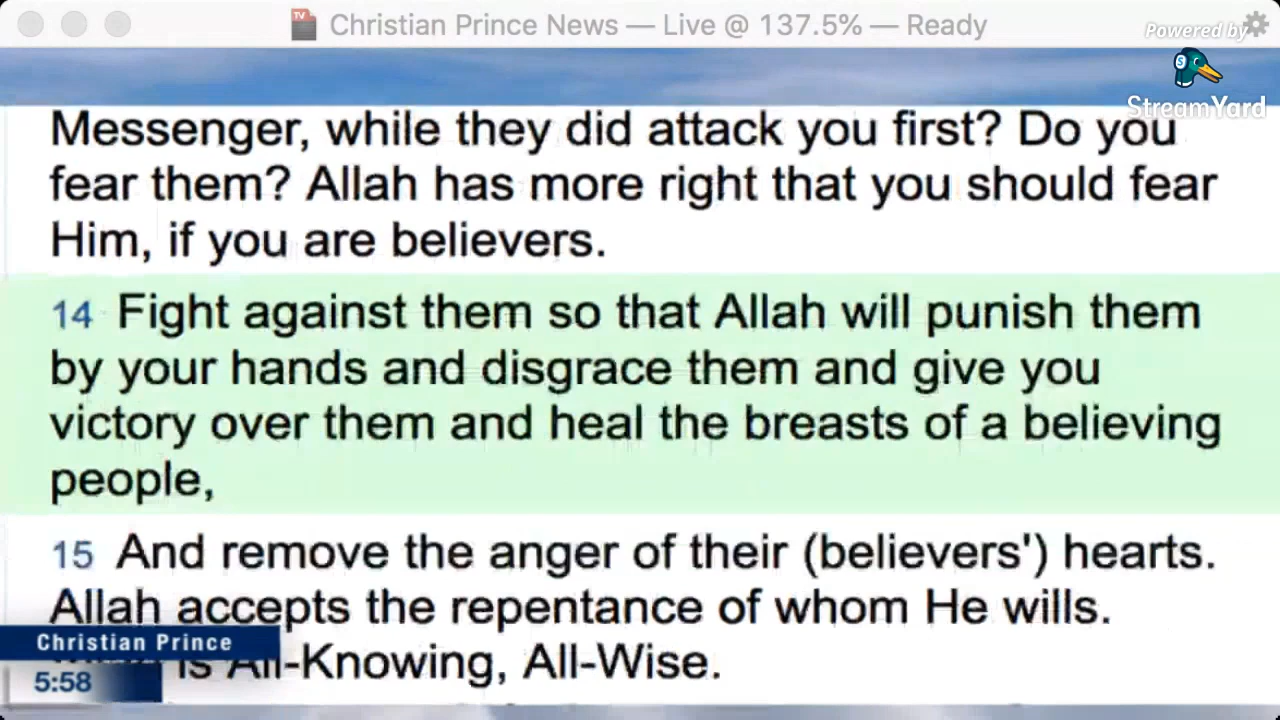 Christian Prince News — Live @ 137.5% — Ready
Powered by
StreamYard
Messenger, while they did attack you first? Do you
fear them? Allah has more right that you should fear
Him, if you are believers.
14 Fight against them so that Allah will punish them
by your hands and disgrace them and give you
victory over them and heal the breasts of a believing
people,
15 And remove the anger of their (believers') hearts.
Allah accepts the repentance of whom He wills.
is All-Knowing, All-Wise.
Christian Prince
5:58